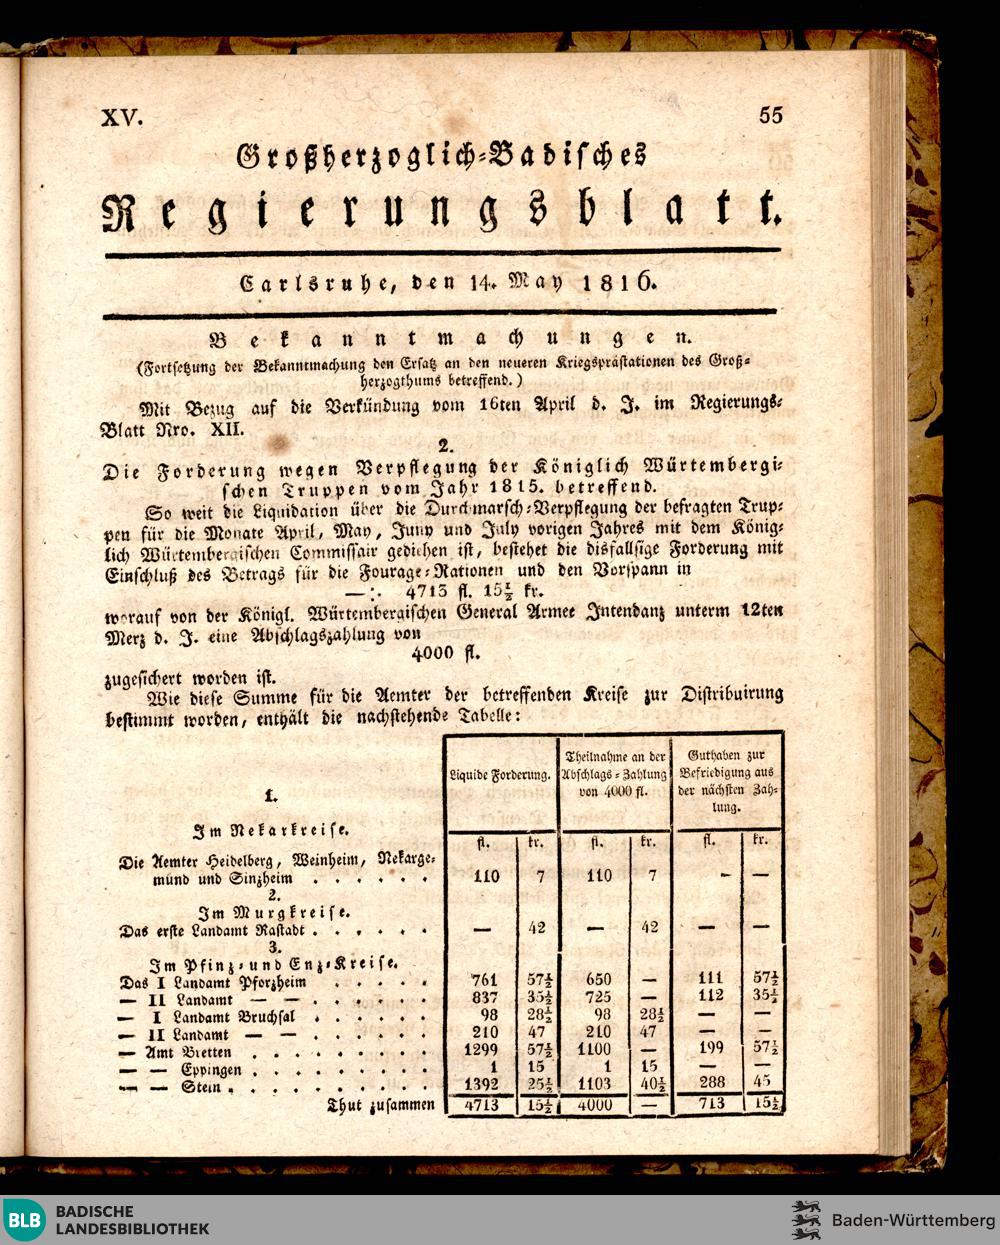 XV. 55
Großherzoglich-Badisches
Regierungsblatt.
Carlsruhe, den 14. May 1816.
Bekanntmachungen.
(Fortsetzung der Bekanntmachung den Ersatz an den neueren Kriegsprästationen des Groß-
herzogthums betreffend.)
Mit Bezug auf die Verkündung vom 16ten April d. J. im Regierungs-
Blatt Nro. XII.
2.
Die Forderung wegen Verpflegung der Königlich Würtembergi-
schen Truppen vom Jahr 1815. betreffend.
So weit die Liquidation über die Durchmarsch-Verpflegung der befragten Trup-
pen für die Monate April, May, Juny und July vorigen Jahres mit dem König-
lich Würtembergischen Commissair gediehen ist, bestehet die disfallsige Forderung mit
Einschluß des Betrags für die Fourage-Rationen und den Vorspann in
—:· 4713 fl. 15½ kr.
worauf von der Königl. Würtembergischen General Armee Intendanz unterm 12ten
Merz d. J. eine Abschlagszahlung von
4000 fl.
zugesichert worden ist.
Wie diese Summe für die Aemter der betreffenden Kreise zur Distribuirung
bestimmt worden, enthält die nachstehende Tabelle:
Liquide Forderung. Theilnahme an der Abschlags-Zahlung von 4000 fl. Guthaben zur Befriedigung aus der nächsten Zah-lung.
fl. kr. fl. kr. fl. kr.
1.
Im Nekarkreise.
Die Aemter Heidelberg, Weinheim, Nekarge-
münd und Sinzheim . . . . . . 110 7 110 7 — —
2.
Im Murgkreise.
Das erste Landamt Rastadt . . . . . . — 42 — 42 — —
3.
Im Pfinz- und Enz-Kreise.
Das I Landamt Pforzheim . . . . . 761 57½ 650 — 111 57½
— II Landamt — — . . . . . . 837 35½ 725 — 112 35½
— I Landamt Bruchsal . . . . . . 98 28½ 98 28½ — —
— II Landamt — — . . . . . . 210 47 210 47 — —
— Amt Bretten . . . . . . . . . 1299 57½ 1100 — 199 57½
— — Eppingen . . . . . . . . . 1 15 1 15 — —
— — Stein . . . . . . . . . . 1392 25½ 1103 40½ 288 45
Thut zusammen 4713 15½ 4000 — 713 15½
BLB BADISCHE
LANDESBIBLIOTHEK
Baden-Württemberg